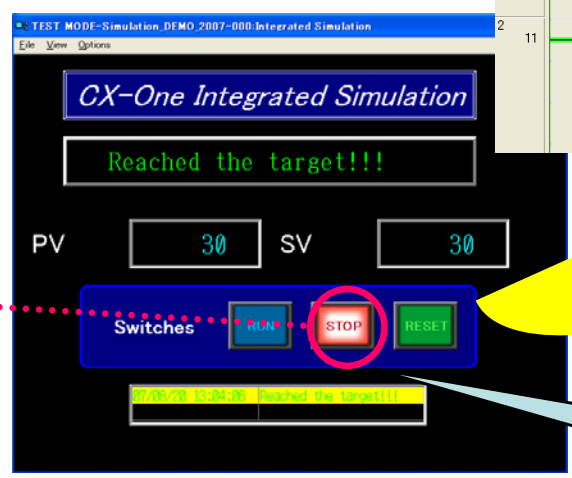 TEST MODE-Simulation_DEMO_2007-000:Integrated Simulation
File View Options
CX-One Integrated Simulation
Reached the target!!!
PV 30 SV 30
Switches RUN STOP RESET
07/06/20 13:04:06 Reached the target!!!
2
11